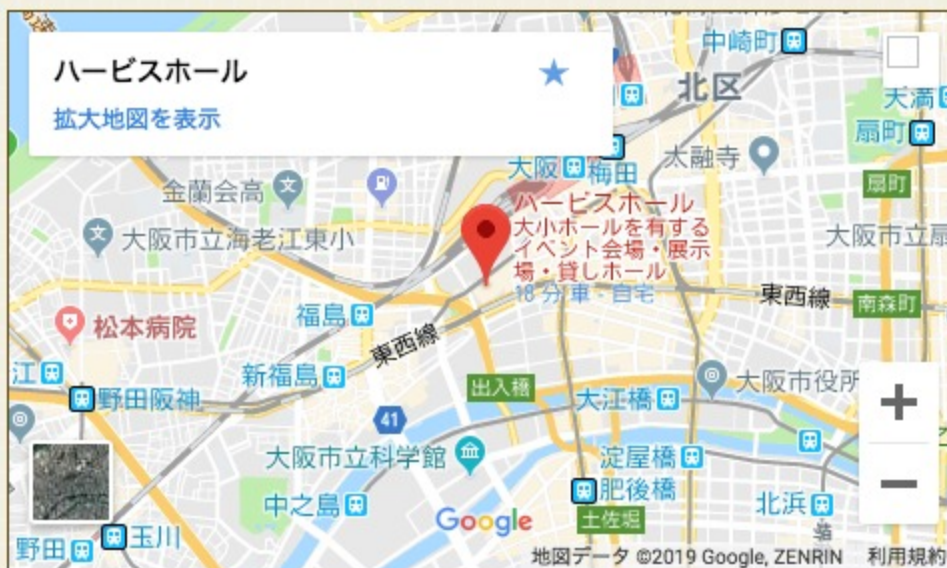 ハービスホール
拡大地図を表示
中崎町
北区
天満
扇町
大阪
梅田
太融寺
扇町
金蘭会高
ハービスホール
大小ホールを有する
イベント会場・展示
場・貸しホール
18 分 車 - 自宅
大阪市立海老江東小
大阪市立扇
東西線
南森町
福島
松本病院
東西線
新福島
江
野田阪神
出入橋
大江橋
大阪市役所
41
大阪市立科学館
淀屋橋
中之島
肥後橋
北浜
Google
土佐堀
野田
玉川
地図データ ©2019 Google, ZENRIN
利用規約